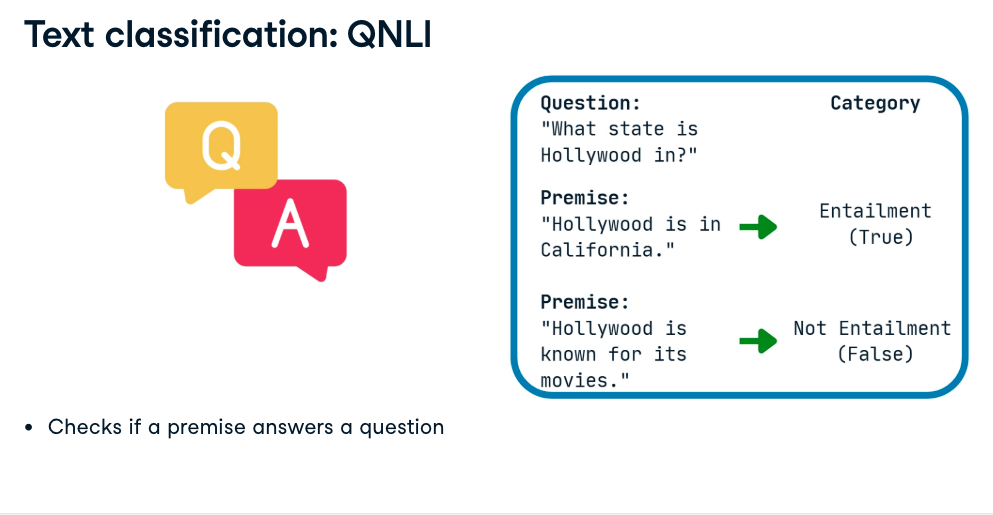 Text classification: QNLI
Q
A
Question:
Category
"What state is
Hollywood in?"
Premise:
"Hollywood is in
California."
Entailment
(True)
Premise:
"Hollywood is
known for its
movies."
Not Entailment
(False)
• Checks if a premise answers a question